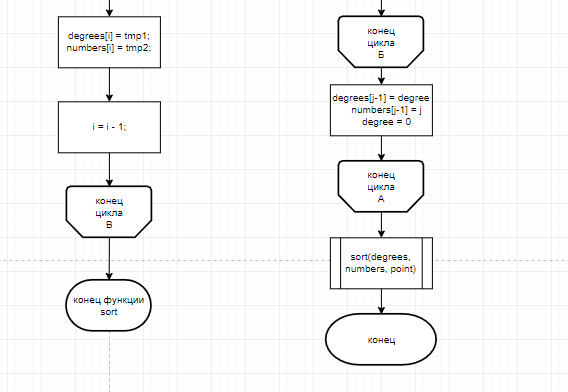 degrees[i] = tmp1;
numbers[i] = tmp2;
i = i - 1;
конец
цикла
В
конец функции
sort
конец
цикла
Б
degrees[j-1] = degree
numbers[j-1] = j
degree = 0
конец
цикла
А
sort(degrees,
numbers, point)
конец